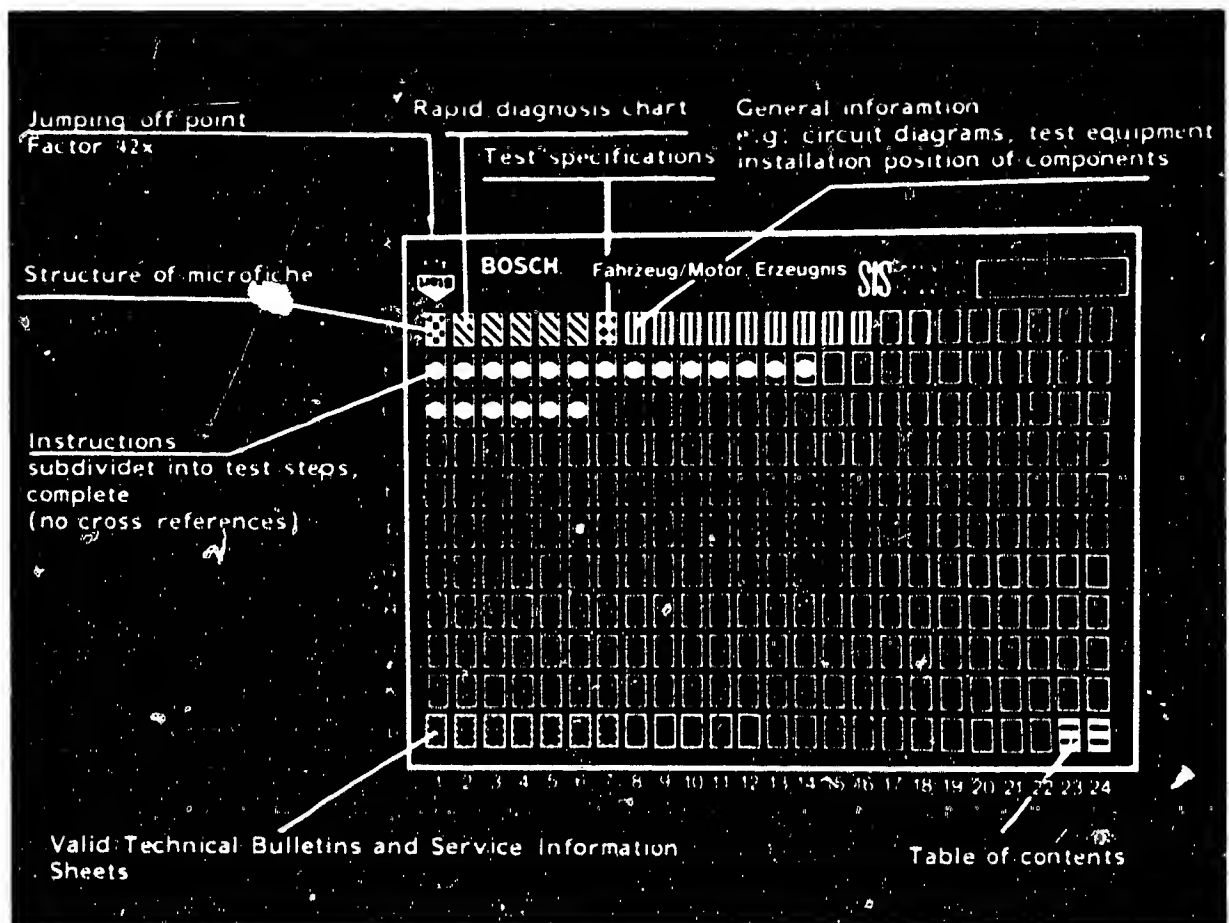 Jumping off point
Factor 42x
Rapid diagnosis chart
Test specifications
General inforamtion
e.g. circuit diagrams, test equipment
installation position of components
Structure of microfiche
BOSCH
Fahrzeug/Motor Erzeugnis
SIS
Instructions
subdividet into test steps,
complete
(no cross references)
1 2 3 4 5 6 7 8 9 10 11 12 13 14 15 16 17 18 19 20 21 22 23 24
Valid Technical Bulletins and Service Information
Sheets
Table of contents